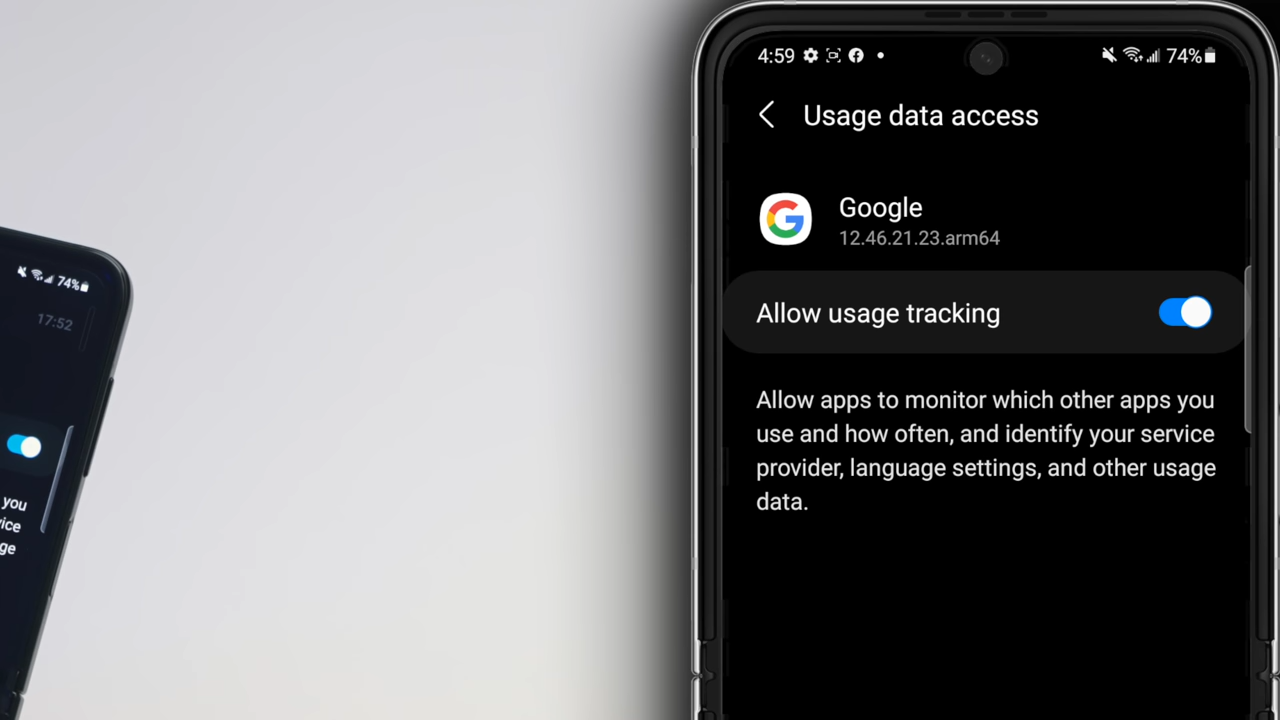 74%
17:52
you
vice
ge
4:59 74%
Usage data access
Google
12.46.21.23.arm64
Allow usage tracking
Allow apps to monitor which other apps you
use and how often, and identify your service
provider, language settings, and other usage
data.